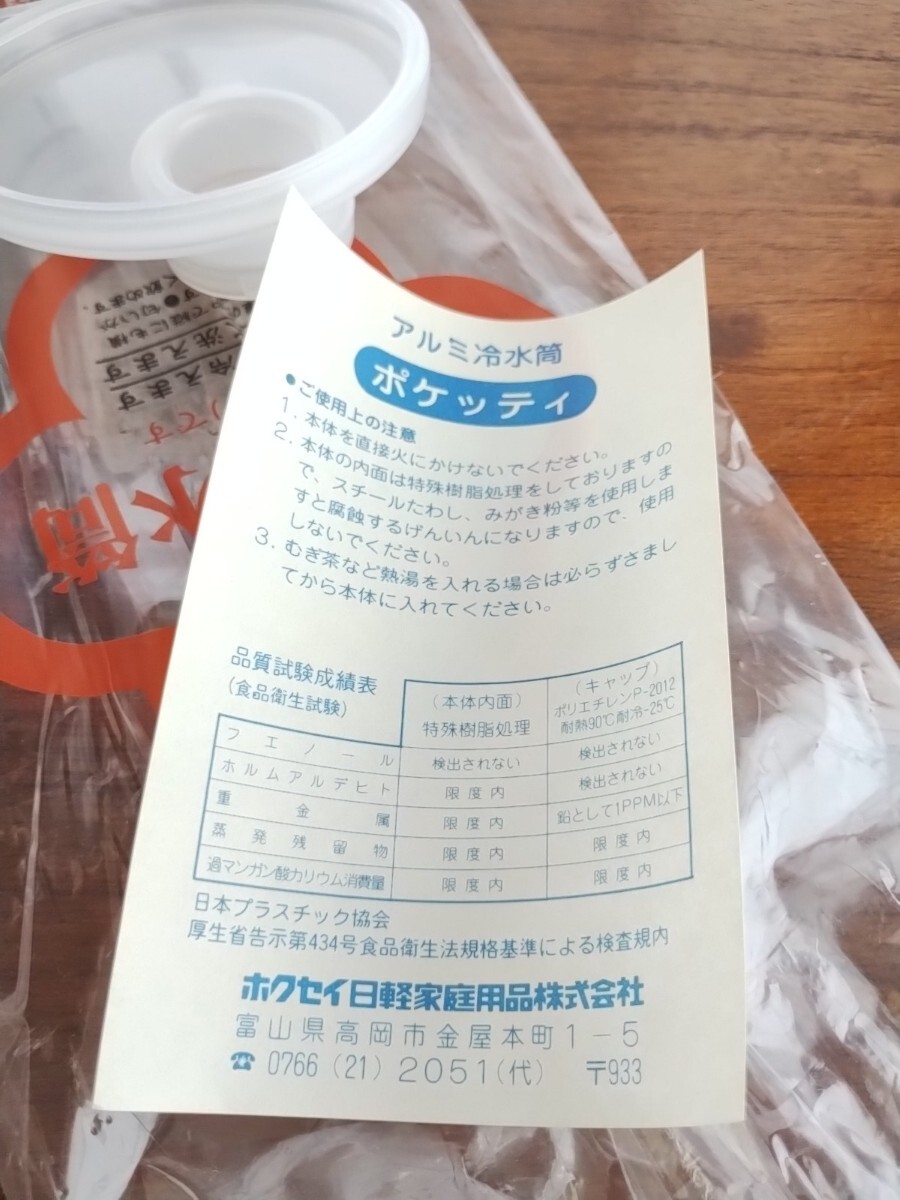 アルミ冷水筒
ポケッティ
●ご使用上の注意
1. 本体を直接火にかけないでください。
2. 本体の内面は特殊樹脂処理をしておりますの
で、スチールたわし、みがき粉等を使用しま
すと腐蝕するげんいんになりますので、使用
しないでください。
3. むぎ茶など熱湯を入れる場合は必らずさまし
てから本体に入れてください。
品質試験成績表
(食品衛生試験)
(本体内面) (キャップ)
特殊樹脂処理 ポリエチレンP-2012
耐熱90℃耐冷-25℃
フエノール 検出されない 検出されない
ホルムアルデヒト 限度内 検出されない
重金属 限度内 鉛として1PPM以下
蒸発残留物 限度内 限度内
過マンガン酸カリウム消費量 限度内 限度内
日本プラスチック協会
厚生省告示第434号食品衛生法規格基準による検査規内
ホクセイ日軽家庭用品株式会社
富山県高岡市金屋本町1-5
☎ 0766 (21) 2051(代) 〒933
水筒
です。
冷えます
洗えます
く飲めます。